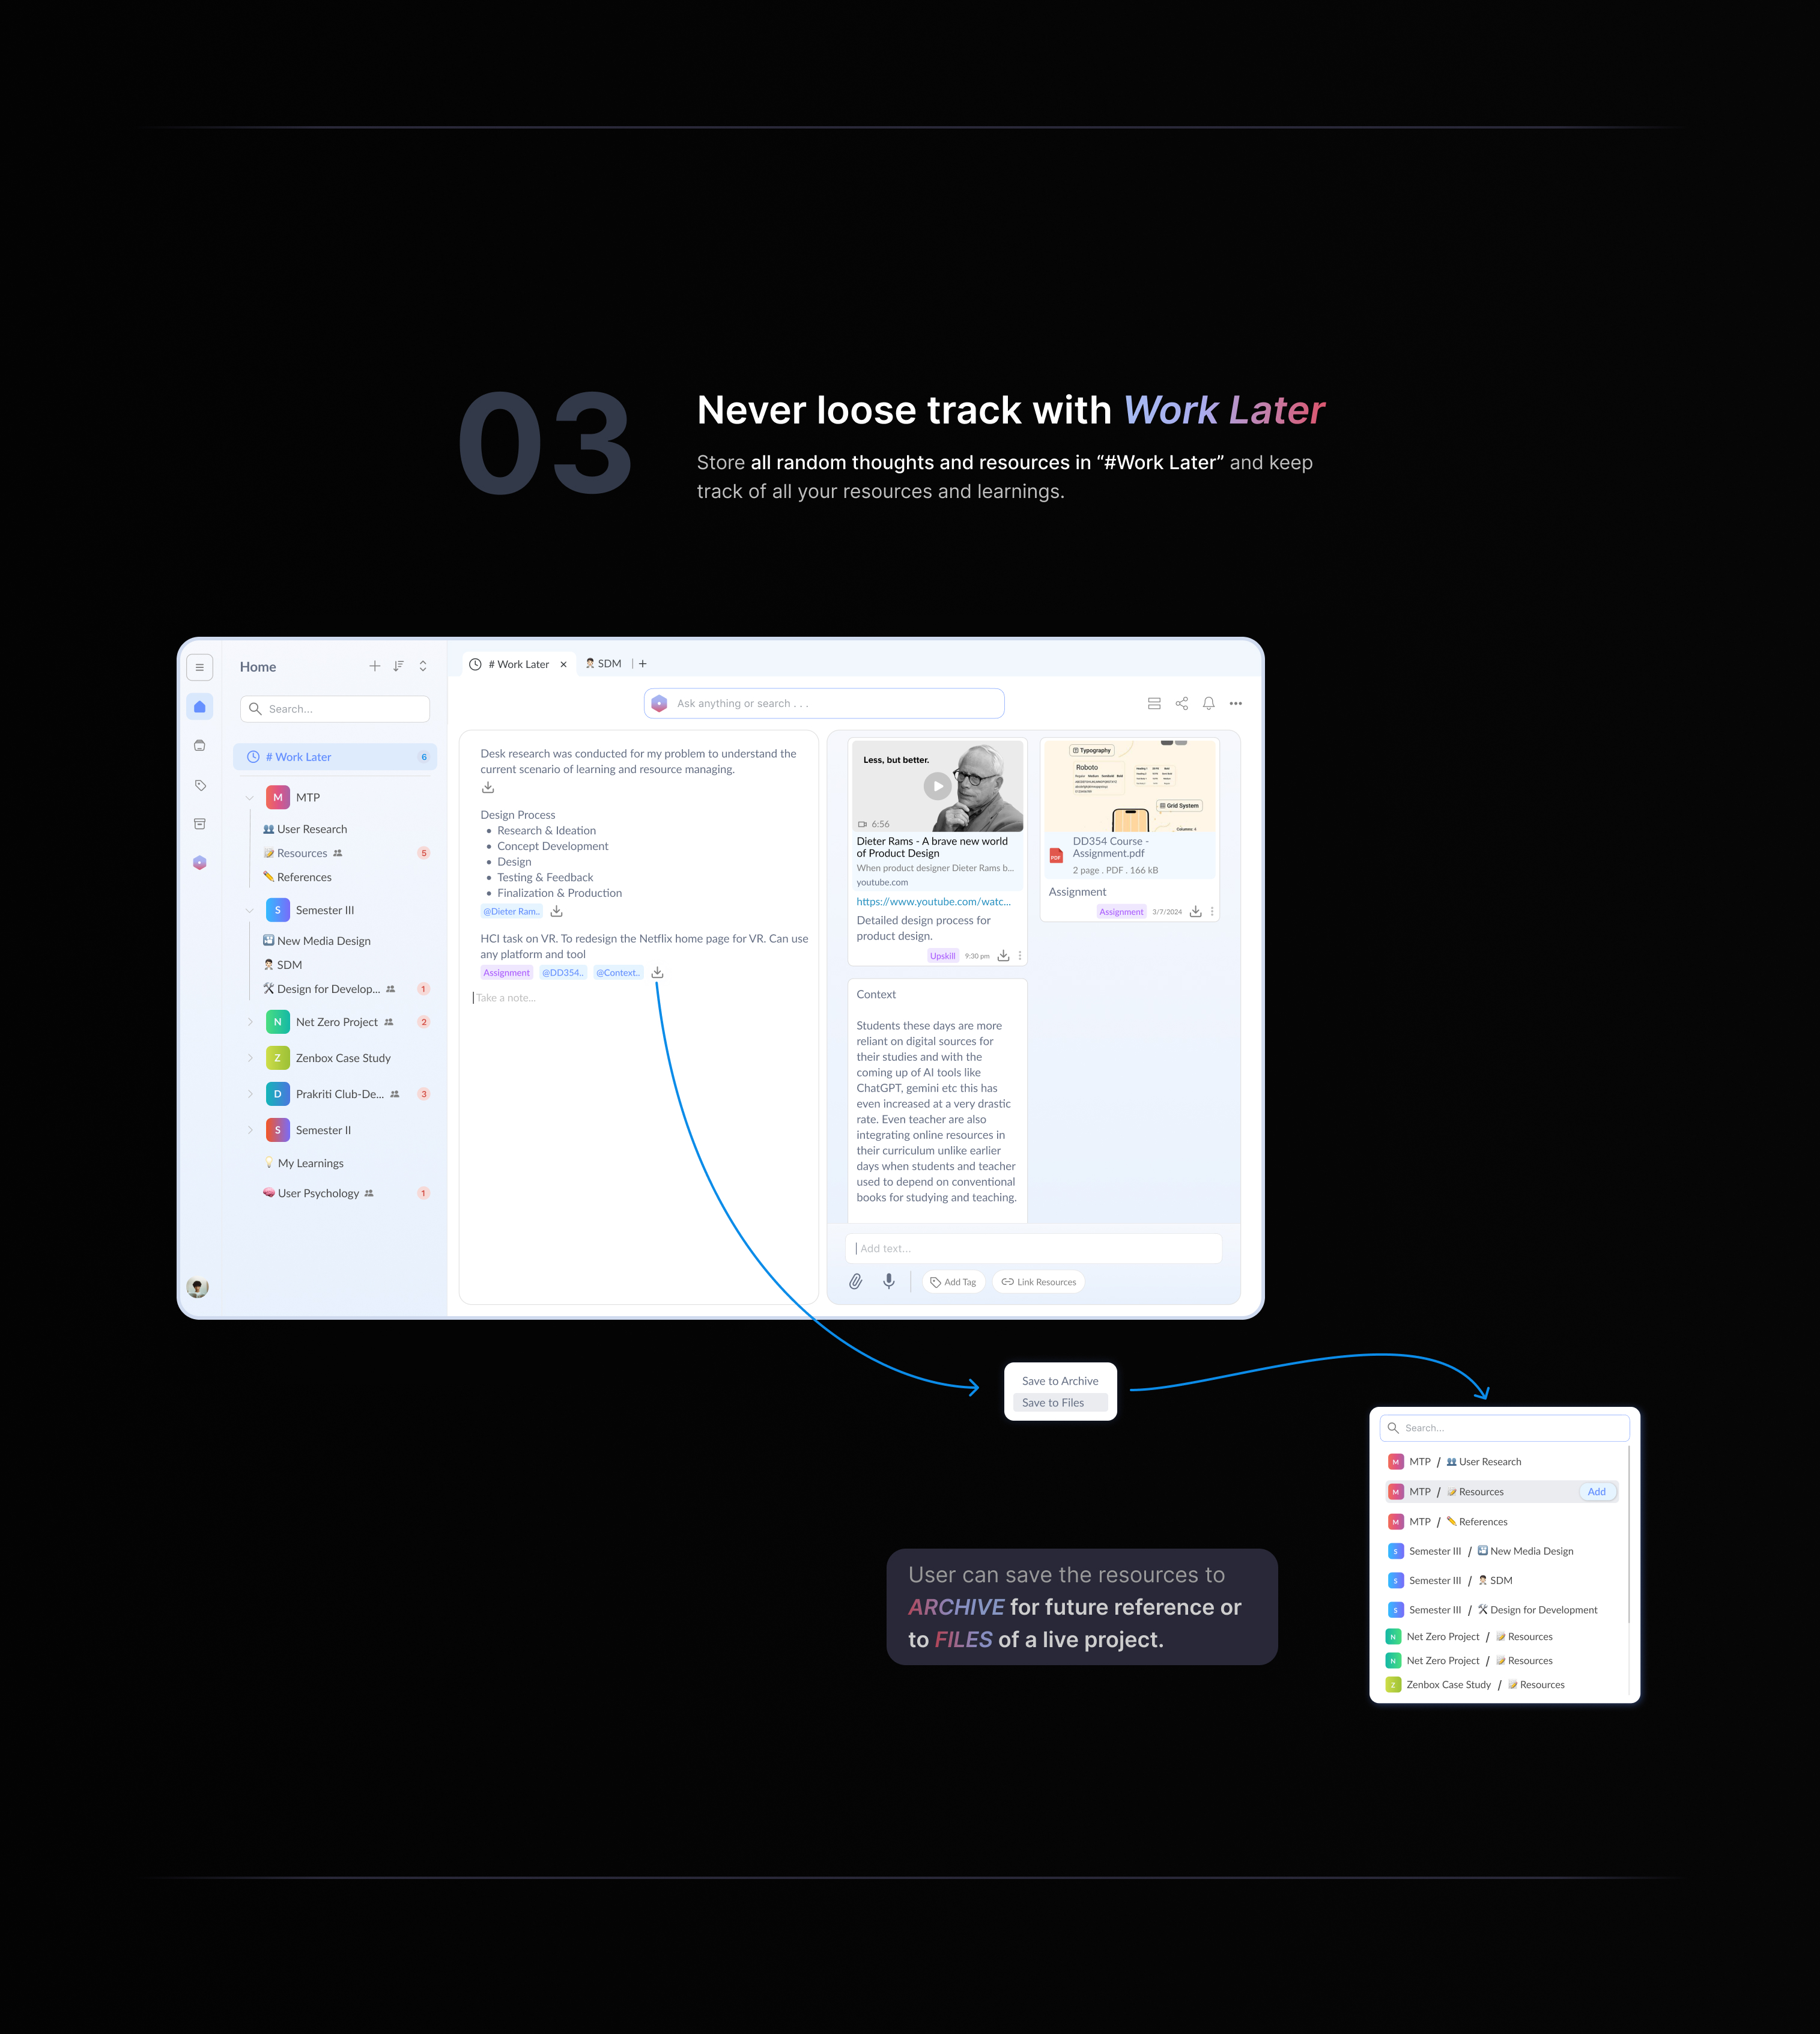 03
Never loose track with Work Later
Store all random thoughts and resources in “#Work Later” and keep
track of all your resources and learnings.
Home
Search...
# Work Later
6
M
MTP
User Research
Resources
5
References
S
Semester III
New Media Design
SDM
Design for Develop...
1
N
Net Zero Project
2
Z
Zenbox Case Study
D
Prakriti Club-De...
3
S
Semester II
My Learnings
User Psychology
1
# Work Later
SDM
Ask anything or search . . .
Desk research was conducted for my problem to understand the
current scenario of learning and resource managing.
Design Process
• Research & Ideation
• Concept Development
• Design
• Testing & Feedback
• Finalization & Production
@Dieter Ram..
HCI task on VR. To redesign the Netflix home page for VR. Can use
any platform and tool
Assignment
@DD354..
@Context..
Take a note...
Less, but better.
6:56
Dieter Rams - A brave new world
of Product Design
When product designer Dieter Rams b...
youtube.com
https://www.youtube.com/watc...
Detailed design process for
product design.
Upskill
9:30 pm
Typography
Roboto
Grid System
Columns: 4
PDF
DD354 Course -
Assignment.pdf
2 page . PDF . 166 kB
Assignment
Assignment
3/7/2024
Context
Students these days are more
reliant on digital sources for
their studies and with the
coming up of AI tools like
ChatGPT, gemini etc this has
even increased at a very drastic
rate. Even teacher are also
integrating online resources in
their curriculum unlike earlier
days when students and teacher
used to depend on conventional
books for studying and teaching.
Add text...
Add Tag
Link Resources
Save to Archive
Save to Files
Search...
M MTP / User Research
M MTP / Resources
Add
M MTP / References
S Semester III / New Media Design
S Semester III / SDM
S Semester III / Design for Development
N Net Zero Project / Resources
N Net Zero Project / Resources
Z Zenbox Case Study / Resources
User can save the resources to
ARCHIVE for future reference or
to FILES of a live project.